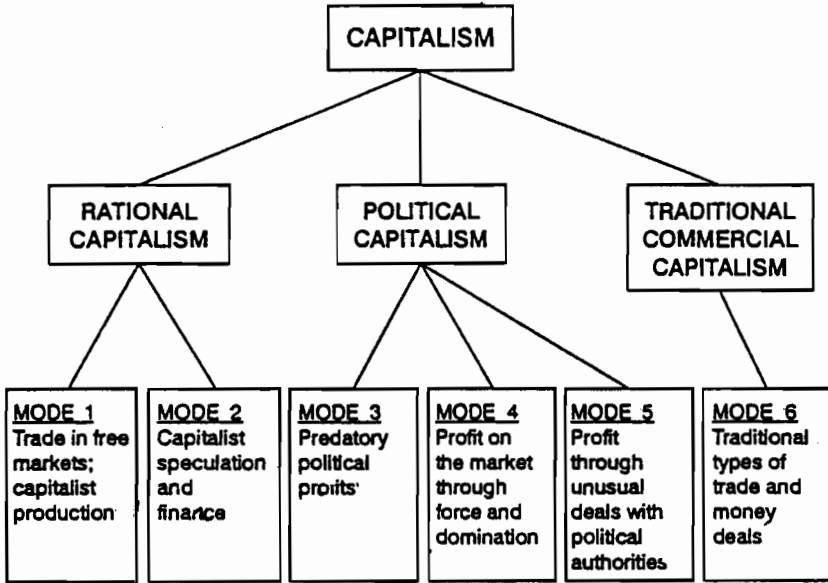 CAPITALISM
RATIONAL
CAPITALISM
POLITICAL
CAPITALISM
TRADITIONAL
COMMERCIAL
CAPITALISM
MODE 1
Trade in free
markets;
capitalist
production
MODE 2
Capitalist
speculation
and
finance
MODE 3
Predatory
political
profits
MODE 4
Profit on
the market
through
force and
domination
MODE 5
Profit
through
unusual
deals with
political
authorities
MODE 6
Traditional
types of
trade and
money
deals